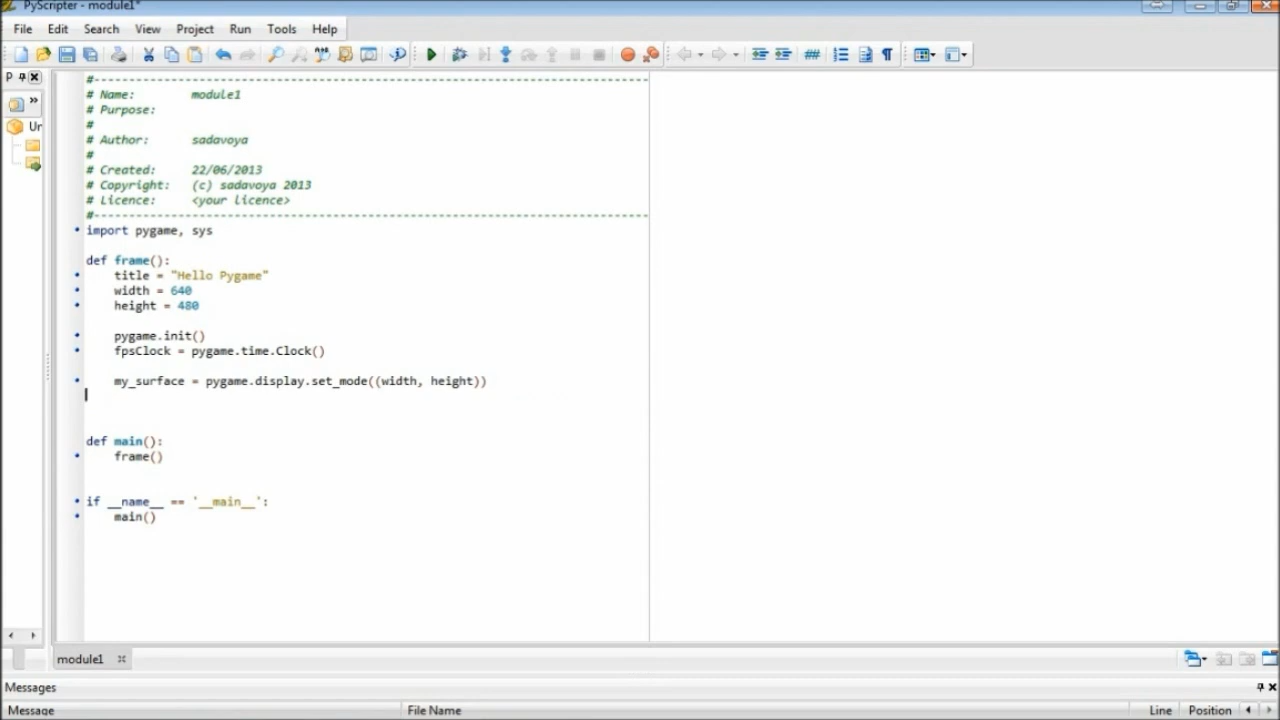 PyScripter - module1*
File Edit Search View Project Run Tools Help
P
Ur
#-------------------------------------------------------------------------------
# Name:        module1
# Purpose:
#
# Author:      sadavoya
#
# Created:     22/06/2013
# Copyright:   (c) sadavoya 2013
# Licence:     <your licence>
#-------------------------------------------------------------------------------
import pygame, sys
def frame():
    title = "Hello Pygame"
    width = 640
    height = 480
    pygame.init()
    fpsClock = pygame.time.Clock()
    my_surface = pygame.display.set_mode((width, height))
def main():
    frame()
if __name__ == '__main__':
    main()
module1
Messages
Message File Name Line Position